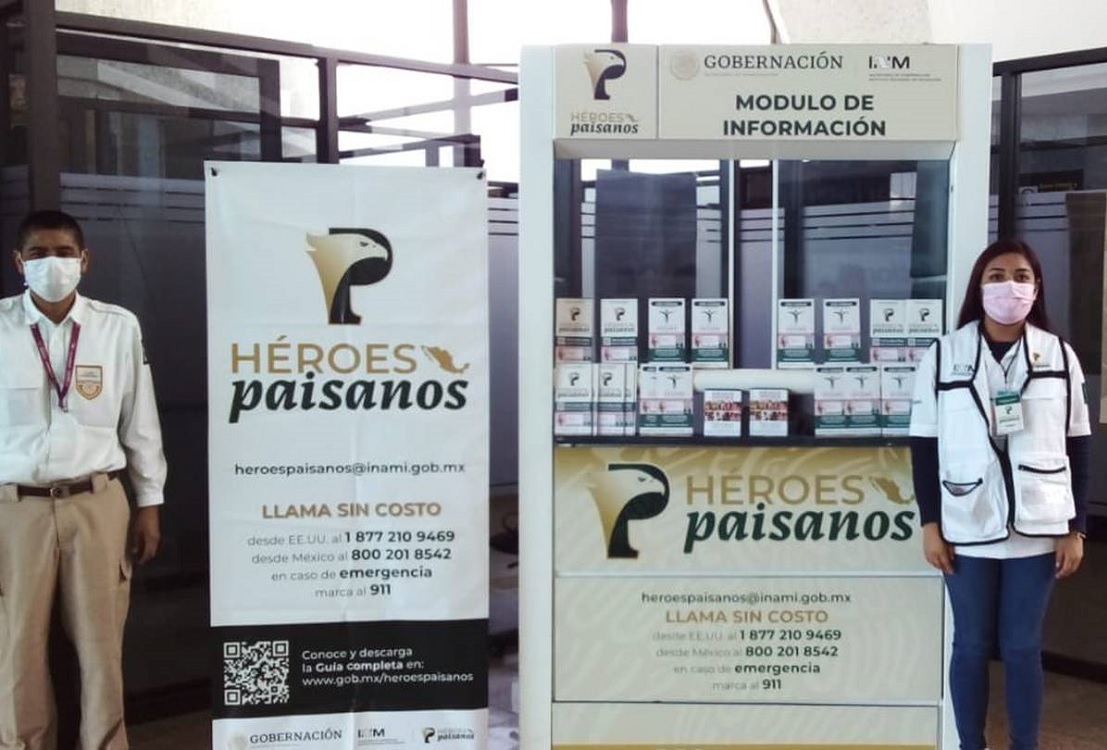 HÉROES
paisanos
heroespaisanos@inami.gob.mx
LLAMA SIN COSTO
desde EE.UU. al 1 877 210 9469
desde México al 800 201 8542
en caso de emergencia
marca al 911
Conoce y descarga
la Guía completa en:
www.gob.mx/heroespaisanos
GOBERNACIÓN
HÉROES
paisanos
HÉROES
paisanos
GOBERNACIÓN
MODULO DE
INFORMACIÓN
HÉROES
paisanos
heroespaisanos@inami.gob.mx
LLAMA SIN COSTO
desde EE.UU. al 1 877 210 9469
desde México al 800 201 8542
en caso de emergencia
marca al 911